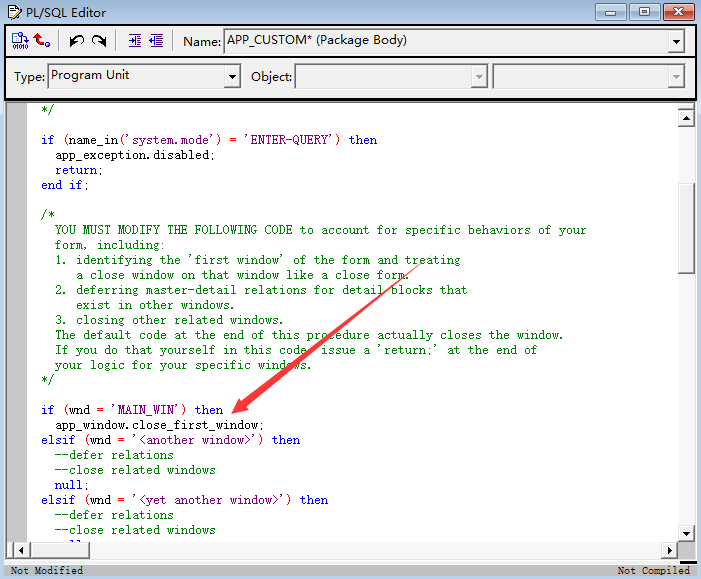 PL/SQL Editor
Name: APP_CUSTOM* (Package Body)
Type: Program Unit Object:
*/
if (name_in('system.mode') = 'ENTER-QUERY') then
app_exception.disabled;
return;
end if;
/*
YOU MUST MODIFY THE FOLLOWING CODE to account for specific behaviors of your
form, including:
1. identifying the 'first window' of the form and treating
a close window on that window like a close form.
2. deferring master-detail relations for detail blocks that
exist in other windows.
3. closing other related windows.
The default code at the end of this procedure actually closes the window.
If you do that yourself in this code, issue a 'return;' at the end of
your logic for your specific windows.
*/
if (wnd = 'MAIN_WIN') then
app_window.close_first_window;
elsif (wnd = '<another window>') then
--defer relations
--close related windows
null;
elsif (wnd = '<yet another window>') then
--defer relations
--close related windows
Not Modified Not Compiled